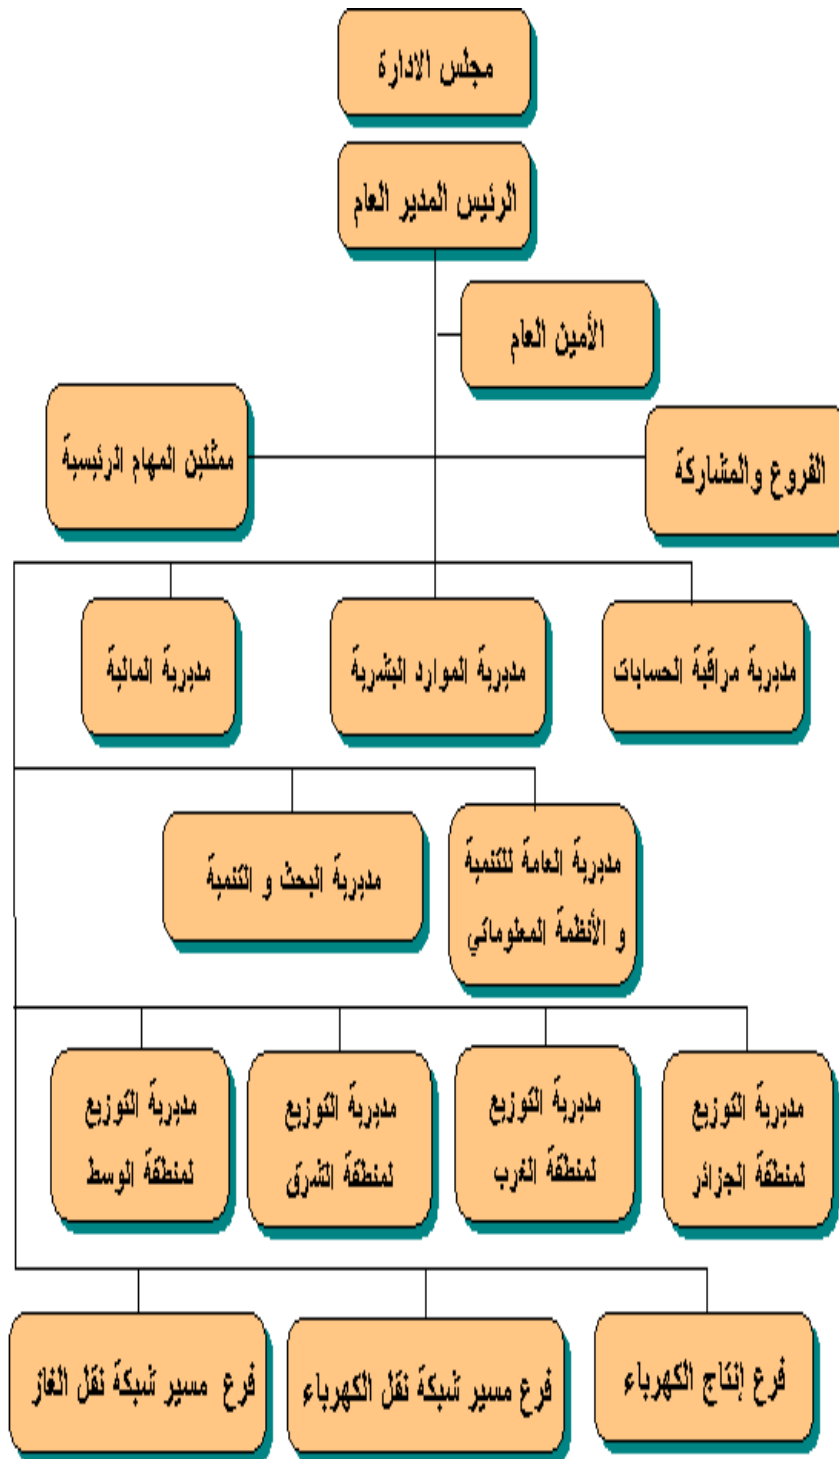 مجلس الادارة
الرئيس المدير العام
الأمين العام
الفروع والمشاركة
ممثلين المهام الرئيسية
مديرية مراقبة الحسابات
مديرية الموارد البشرية
مديرية المالية
مديرية العامة للتنمية
و الأنظمة المعلوماتي
مديرية البحث و التنمية
مديرية التوزيع
لمنطقة الجزائر
مديرية التوزيع
لمنطقة الغرب
مديرية التوزيع
لمنطقة الشرق
مديرية التوزيع
لمنطقة الوسط
فرع إنتاج الكهرباء
فرع مسير شبكة نقل الكهرباء
فرع مسير شبكة نقل الغاز